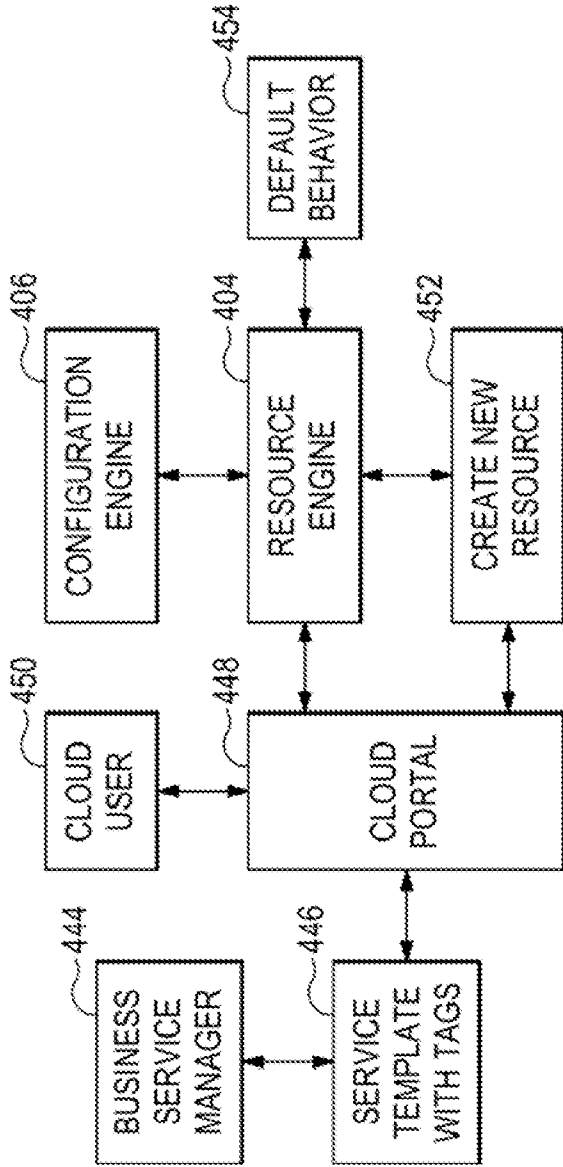 BUSINESS
SERVICE
MANAGER
444
SERVICE
TEMPLATE
WITH TAGS
446
CLOUD
USER
450
CLOUD
PORTAL
448
CONFIGURATION
ENGINE
406
RESOURCE
ENGINE
404
CREATE NEW
RESOURCE
452
DEFAULT
BEHAVIOR
454